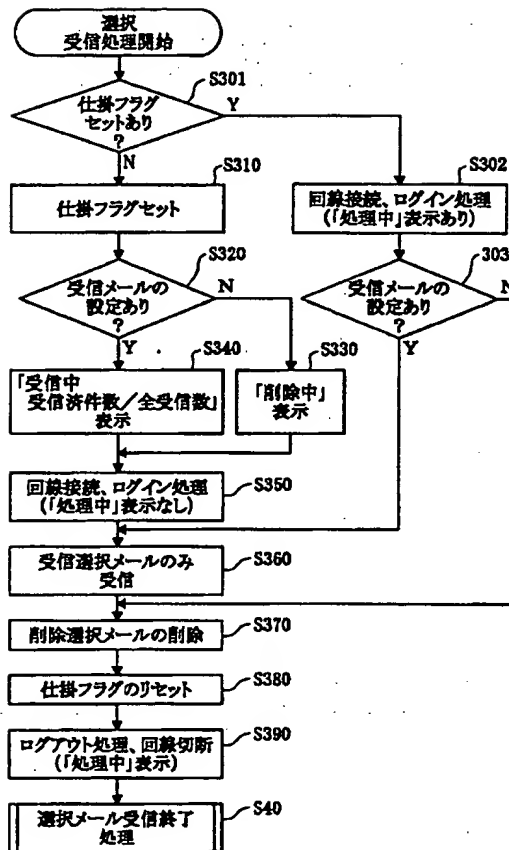 選択
受信処理開始
S301
仕掛フラグ
セットあり
?
Y
N
S310
仕掛フラグセット
S302
回線接続、ログイン処理
(「処理中」表示あり)
S320
受信メールの
設定あり
?
N
Y
303
受信メールの
設定あり
?
N
Y
S340
「受信中
受信済件数/全受信数」
表示
S330
「削除中」
表示
S350
回線接続、ログイン処理
(「処理中」表示なし)
S360
受信選択メールのみ
受信
S370
削除選択メールの削除
S380
仕掛フラグのリセット
S390
ログアウト処理、回線切断
(「処理中」表示)
S40
選択メール受信終了
処理